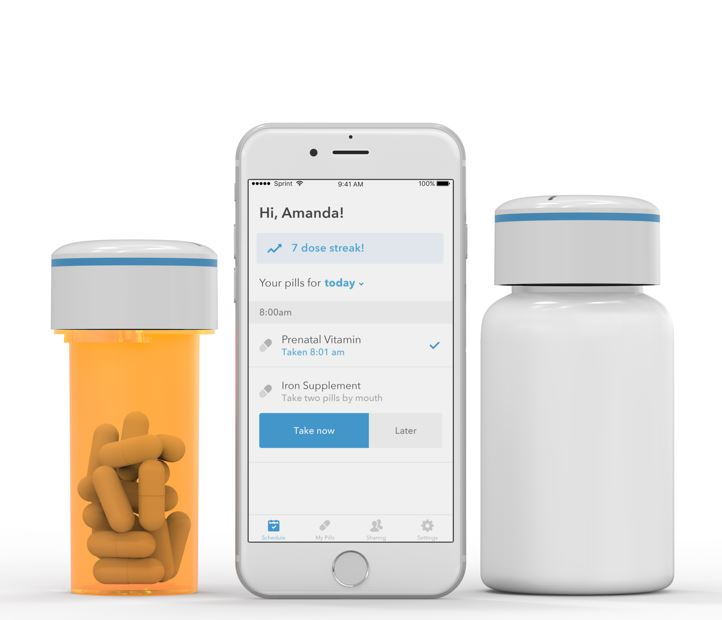 Sprint 9:41 AM 100%
Hi, Amanda!
7 dose streak!
Your pills for today
8:00am
Prenatal Vitamin
Taken 8:01 am
Iron Supplement
Take two pills by mouth
Take now Later
Schedule My Pills Sharing Settings